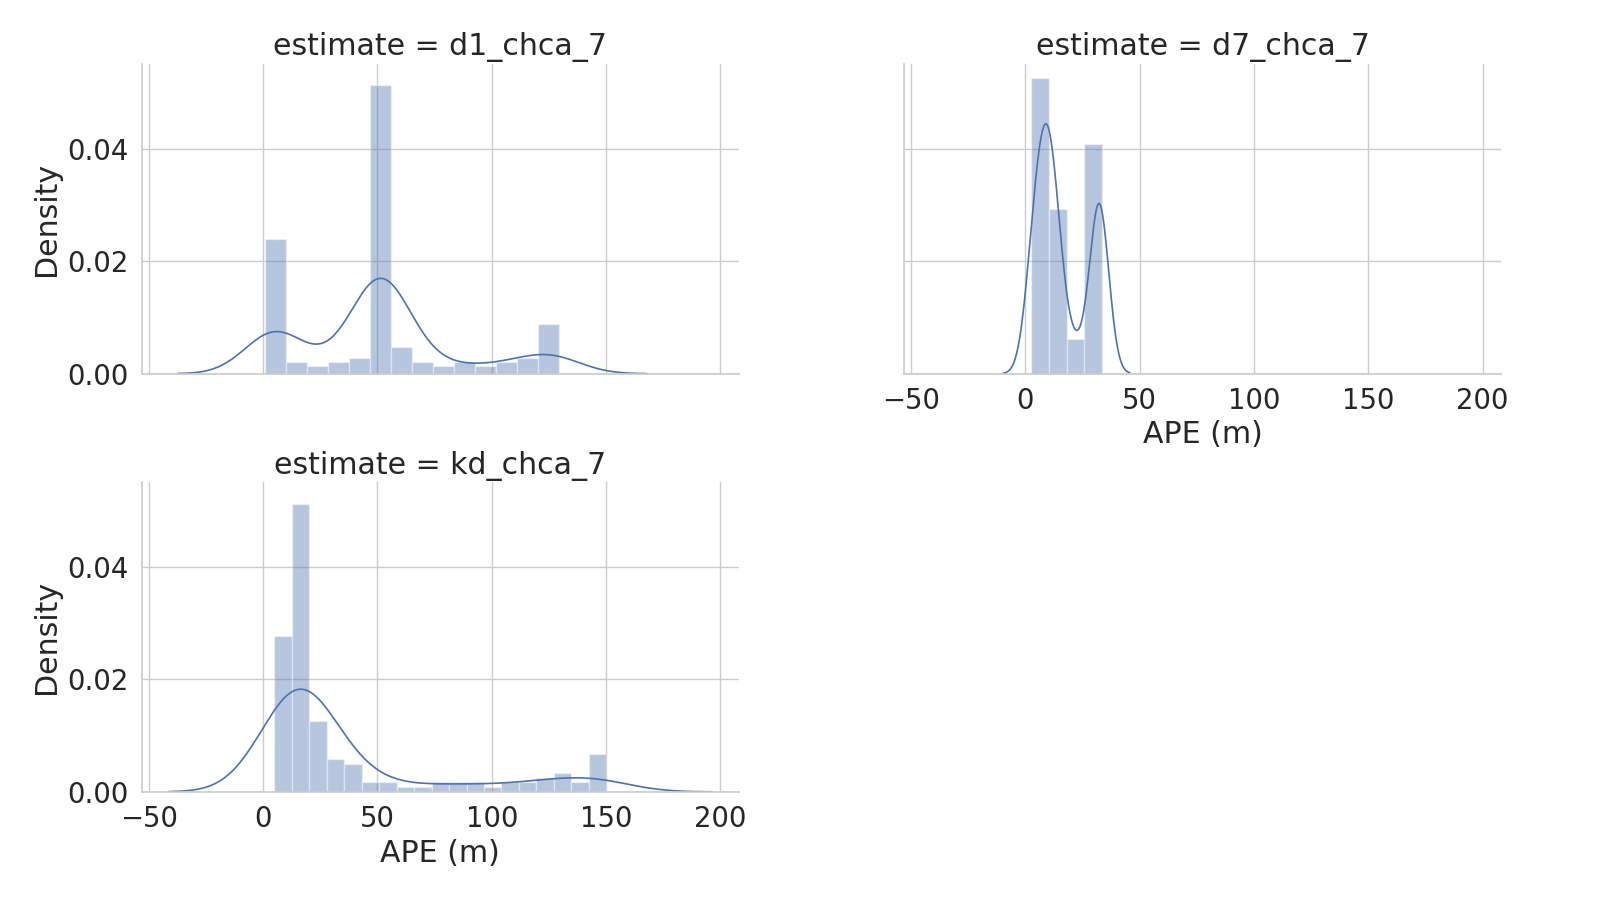 estimate = d1_chca_7
Density
0.04
0.02
0.00
estimate = d7_chca_7
−50 0 50 100 150 200
APE (m)
estimate = kd_chca_7
Density
0.04
0.02
0.00
−50 0 50 100 150 200
APE (m)